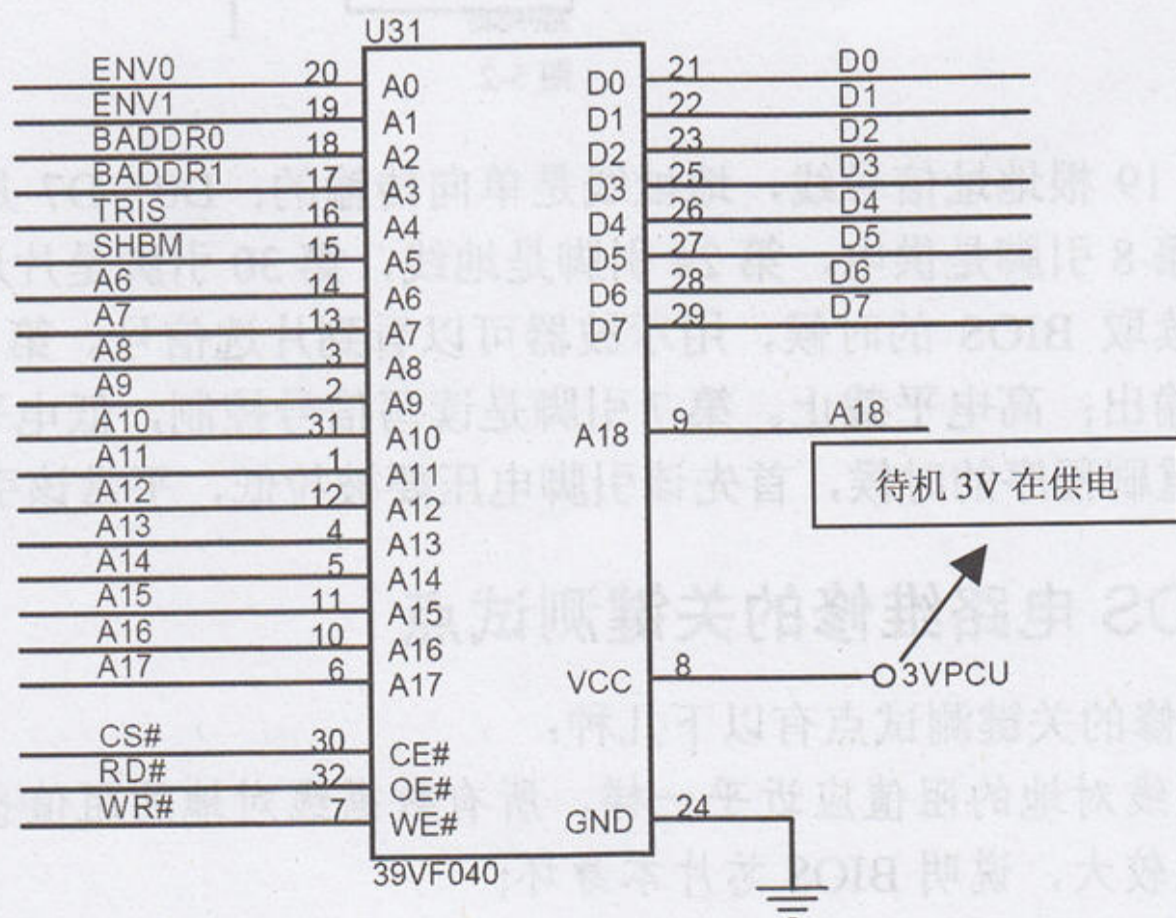 U31
ENV0 20 A0 D0 21 D0
ENV1 19 A1 D1 22 D1
BADDR0 18 A2 D2 23 D2
BADDR1 17 A3 D3 25 D3
TRIS 16 A4 D4 26 D4
SHBM 15 A5 D5 27 D5
A6 14 A6 D6 28 D6
A7 13 A7 D7 29 D7
A8 3 A8
A9 2 A9
A10 31 A10 A18 9 A18
A11 1 A11
A12 12 A12
A13 4 A13
A14 5 A14
A15 11 A15
A16 10 A16
A17 6 A17
待机 3V 在供电
VCC 8 3VPCU
CS# 30 CE#
RD# 32 OE#
WR# 7 WE# GND 24
39VF040